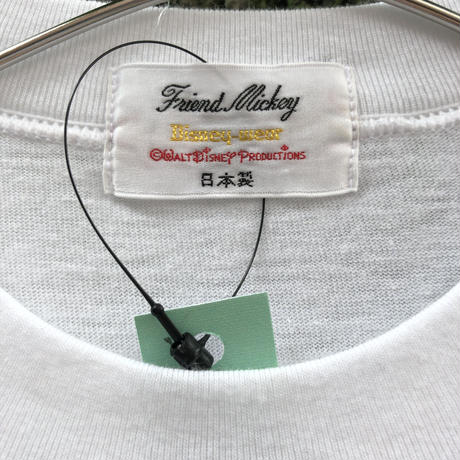 Friend Mickey
Disney-wear
©WALT DISNEY PRODUCTIONS
日本製